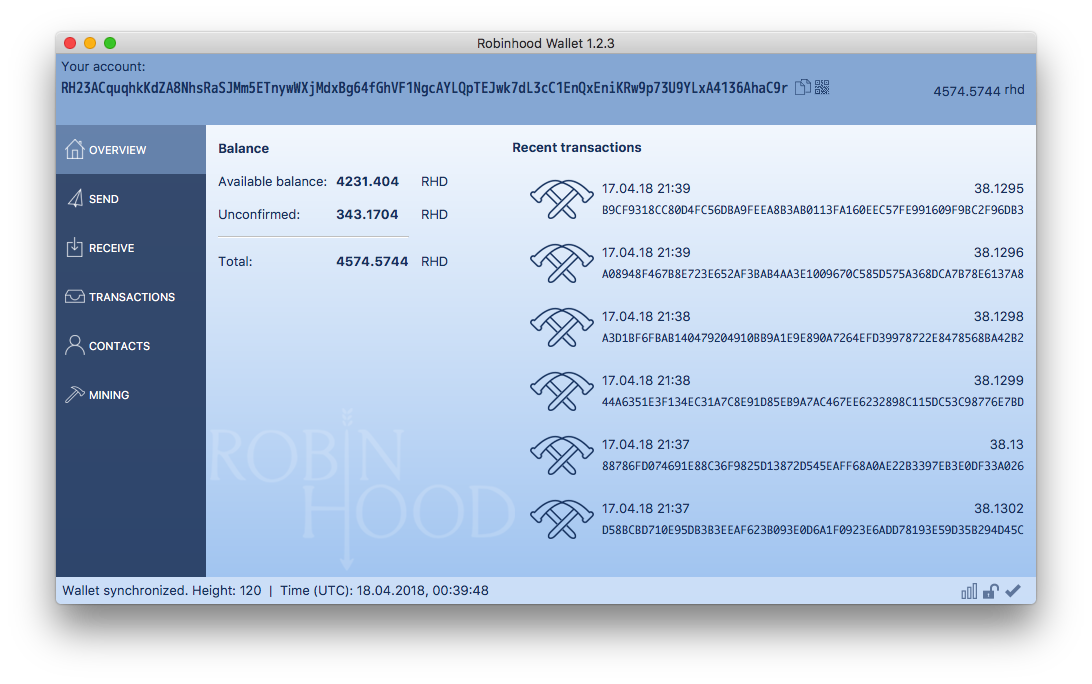 Robinhood Wallet 1.2.3
Your account:
RH23ACquqhkKdZA8NhsRaSJMm5ETnywWXjMdxBg64fGhVF1NgcAYLQpTEJwk7dL3cC1EnQxEniKRw9p73U9YLxA4136AhaC9r
4574.5744 rhd
OVERVIEW
SEND
RECEIVE
TRANSACTIONS
CONTACTS
MINING
Balance
Available balance: 4231.404 RHD
Unconfirmed: 343.1704 RHD
Total: 4574.5744 RHD
ROBIN
HOOD
Recent transactions
17.04.18 21:39 38.1295
B9CF9318CC80D4FC56DBA9FEEA8B3AB0113FA160EEC57FE991609F9BC2F96DB3
17.04.18 21:39 38.1296
A08948F467B8E723E652AF3BAB4AA3E1009670C585D575A368DCA7B78E6137A8
17.04.18 21:38 38.1298
A3D1BF6FBAB140479204910BB9A1E9E890A7264EFD39978722E8478568BA42B2
17.04.18 21:38 38.1299
44A6351E3F134EC31A7C8E91D85EB9A7AC467EE6232898C115DC53C98776E7BD
17.04.18 21:37 38.13
88786FD074691E88C36F9825D13872D545EAFF68A0AE22B3397EB3E0DF33A026
17.04.18 21:37 38.1302
D58BCBD710E95DB3B3EEAF623B093E0D6A1F0923E6ADD78193E59D35B294D45C
Wallet synchronized. Height: 120 | Time (UTC): 18.04.2018, 00:39:48